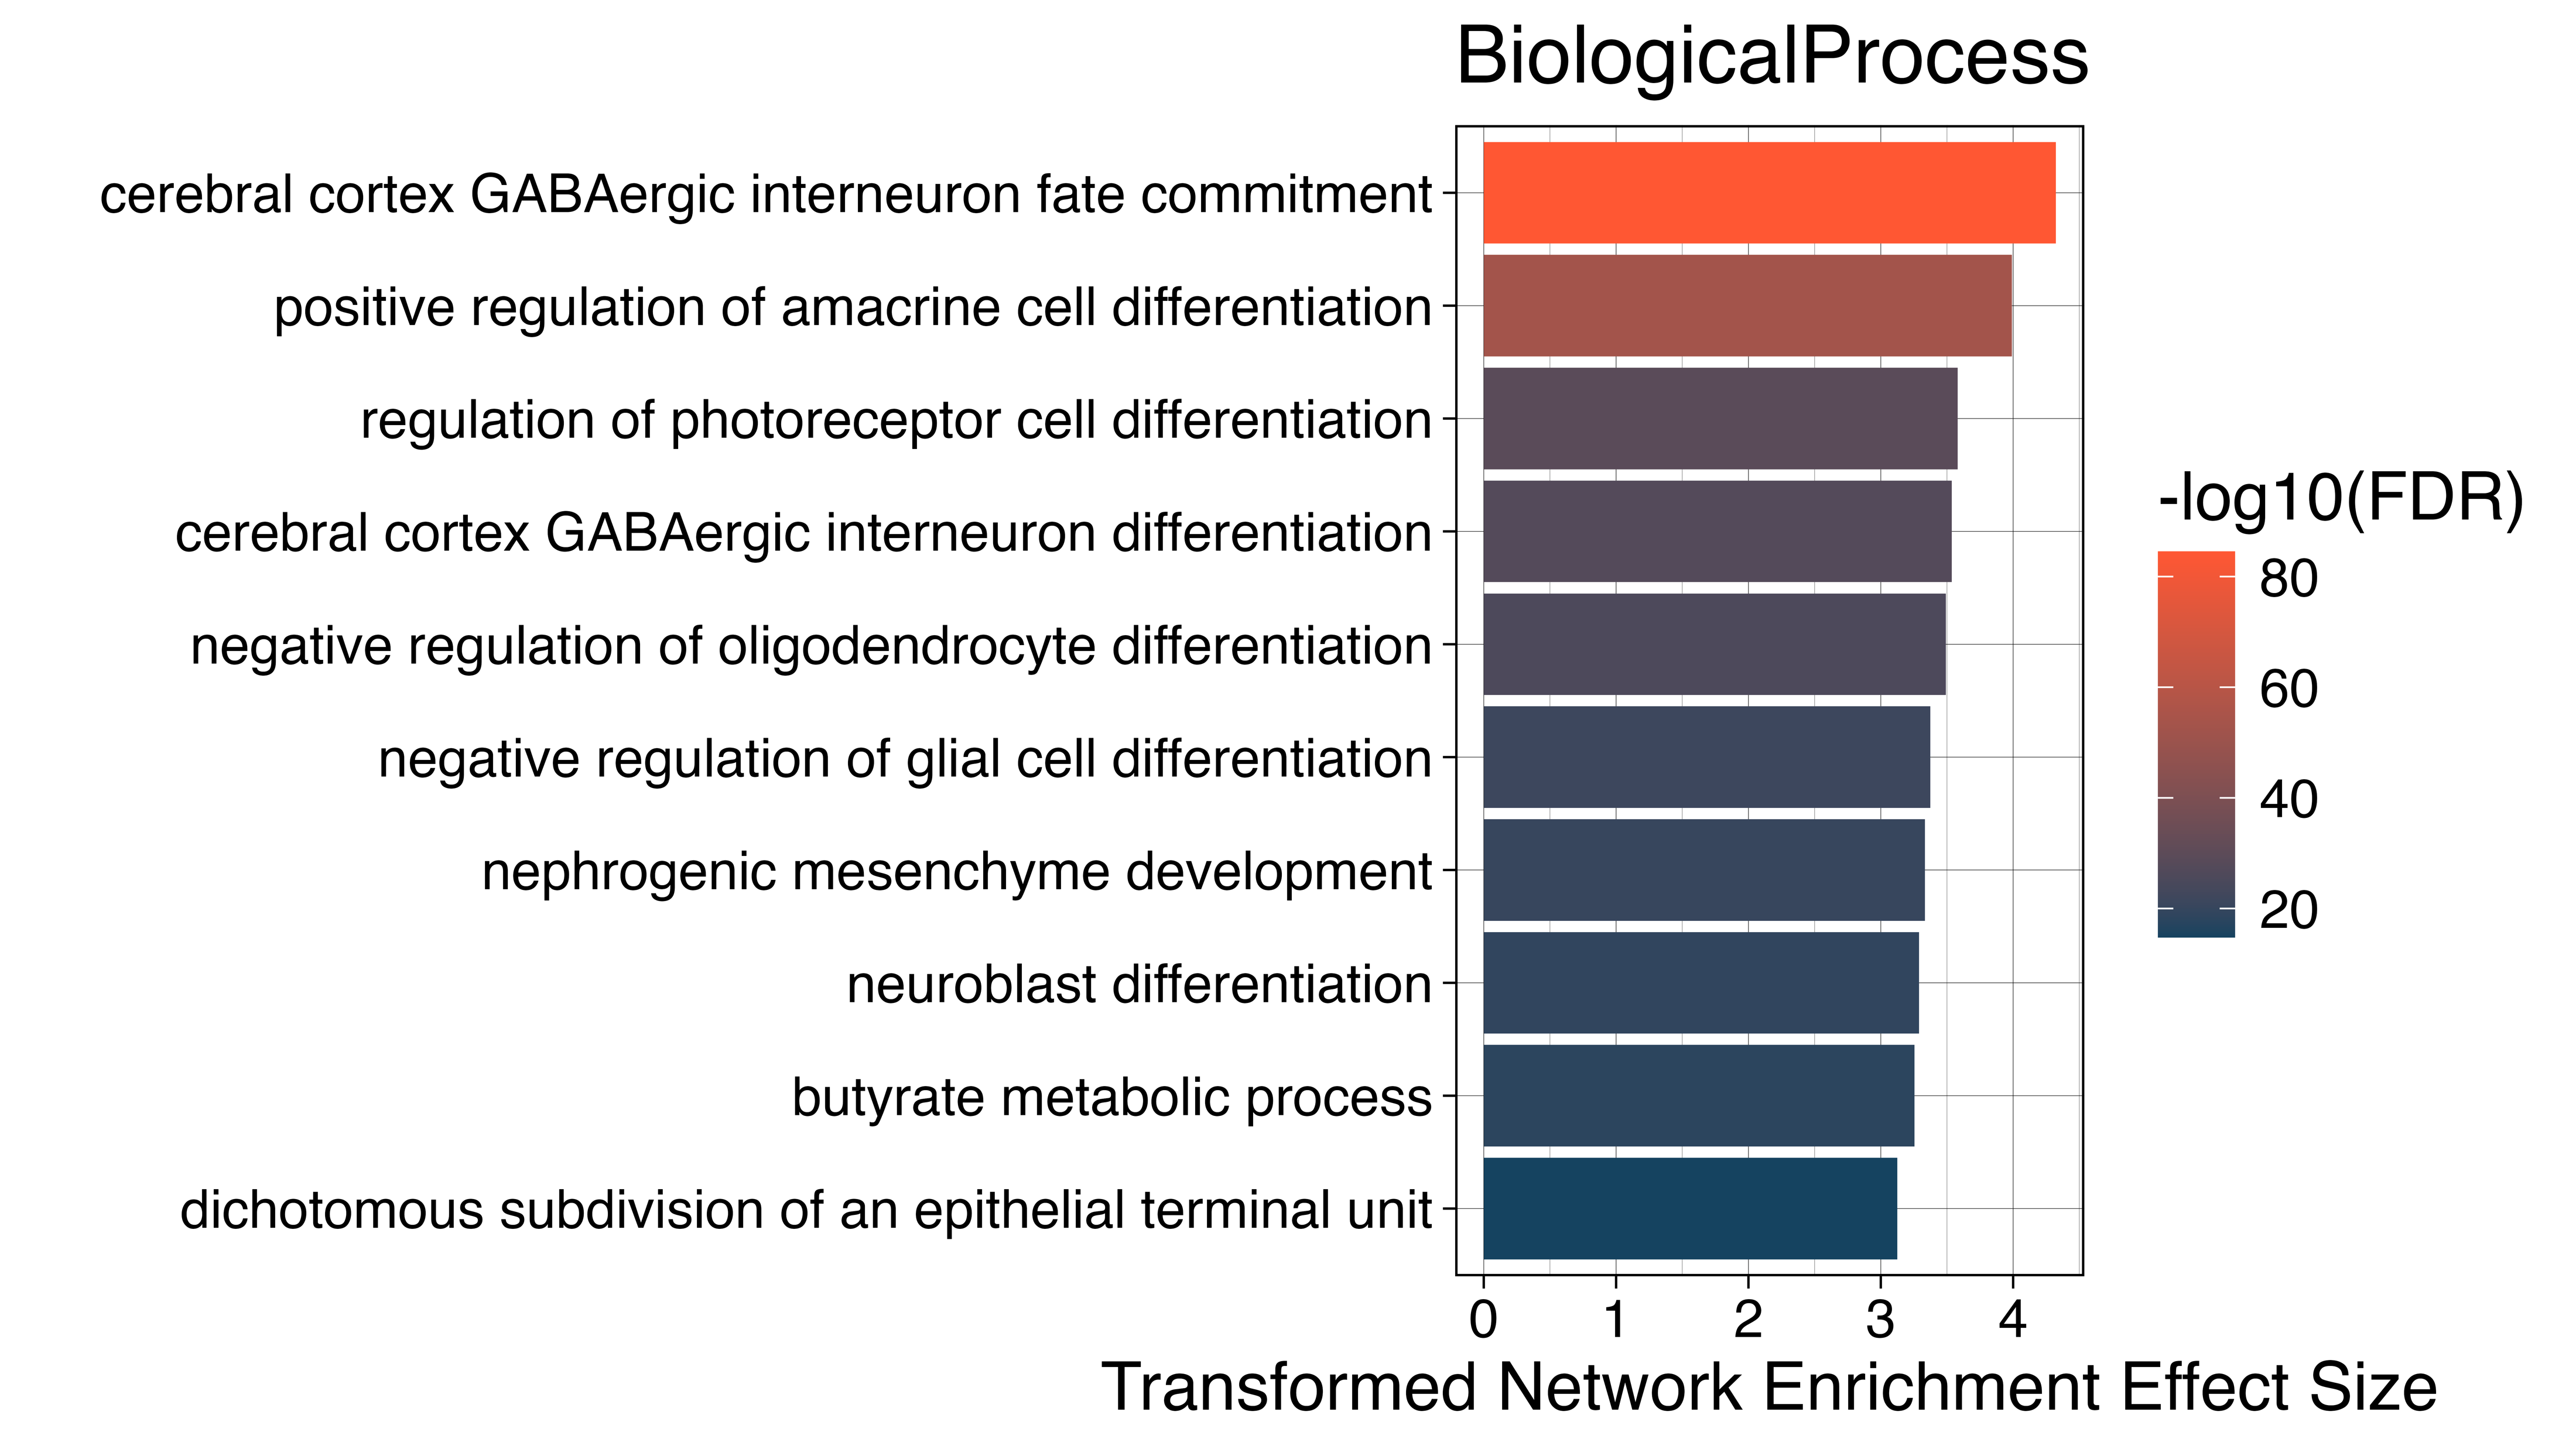 BiologicalProcess
cerebral cortex GABAergic interneuron fate commitment
positive regulation of amacrine cell differentiation
regulation of photoreceptor cell differentiation
cerebral cortex GABAergic interneuron differentiation
negative regulation of oligodendrocyte differentiation
negative regulation of glial cell differentiation
nephrogenic mesenchyme development
neuroblast differentiation
butyrate metabolic process
dichotomous subdivision of an epithelial terminal unit
0 1 2 3 4
Transformed Network Enrichment Effect Size
-log10(FDR)
80
60
40
20